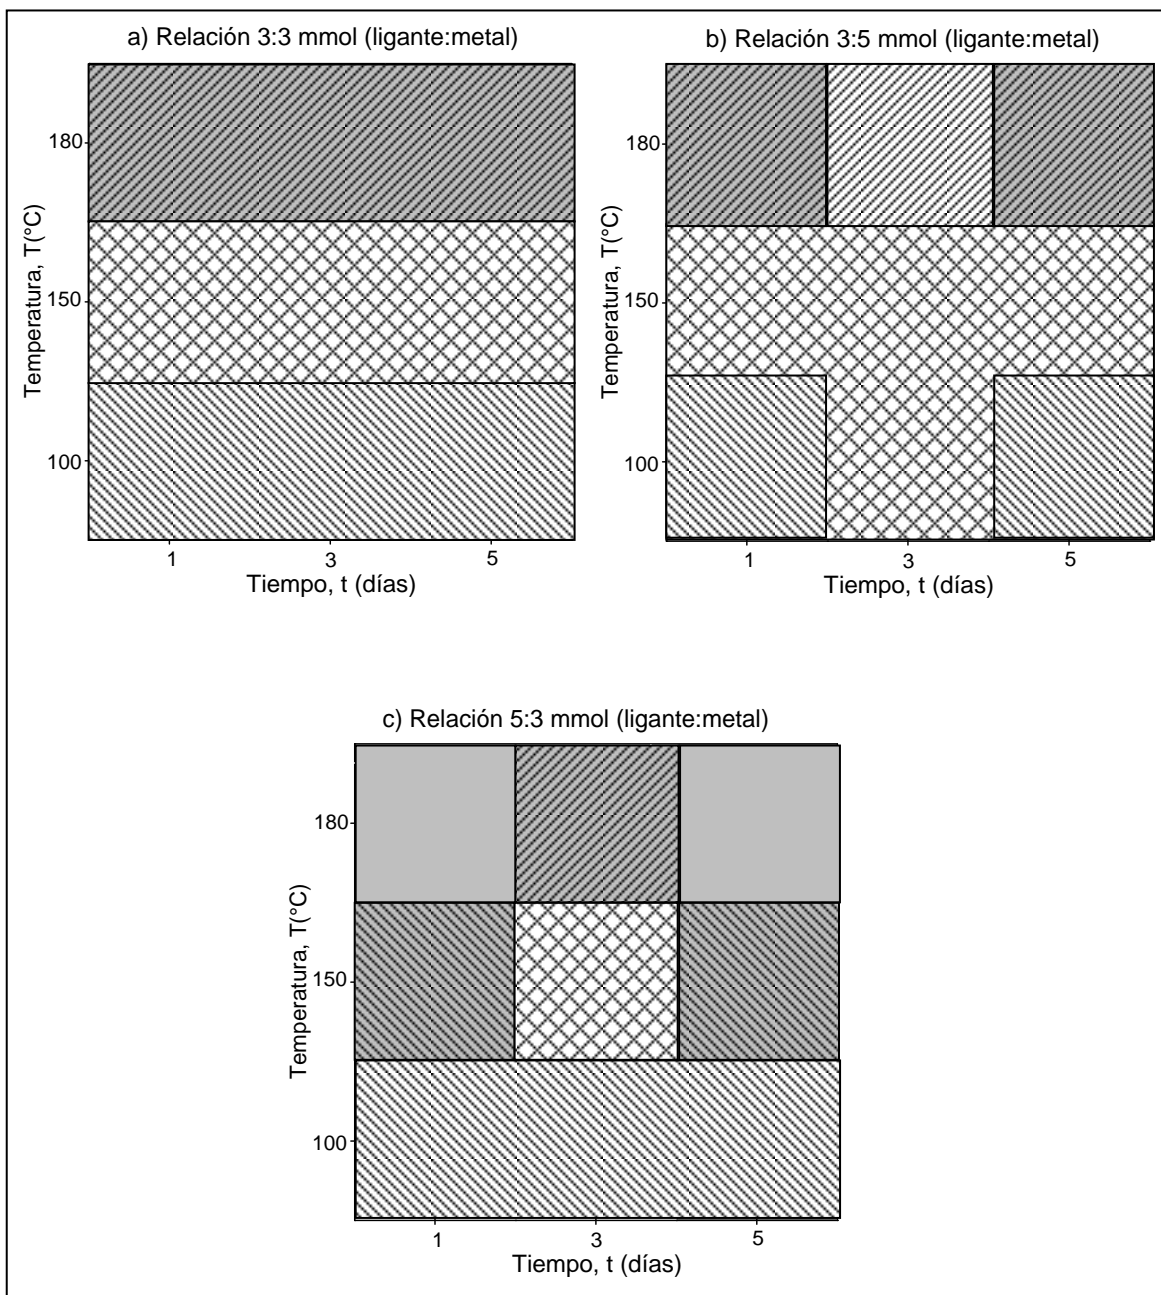 a) Relación 3:3 mmol (ligante:metal)
180
150
100
Temperatura, T(°C)
1 3 5
Tiempo, t (días)
b) Relación 3:5 mmol (ligante:metal)
180
150
100
Temperatura, T(°C)
1 3 5
Tiempo, t (días)
c) Relación 5:3 mmol (ligante:metal)
180
150
100
Temperatura, T(°C)
1 3 5
Tiempo, t (días)